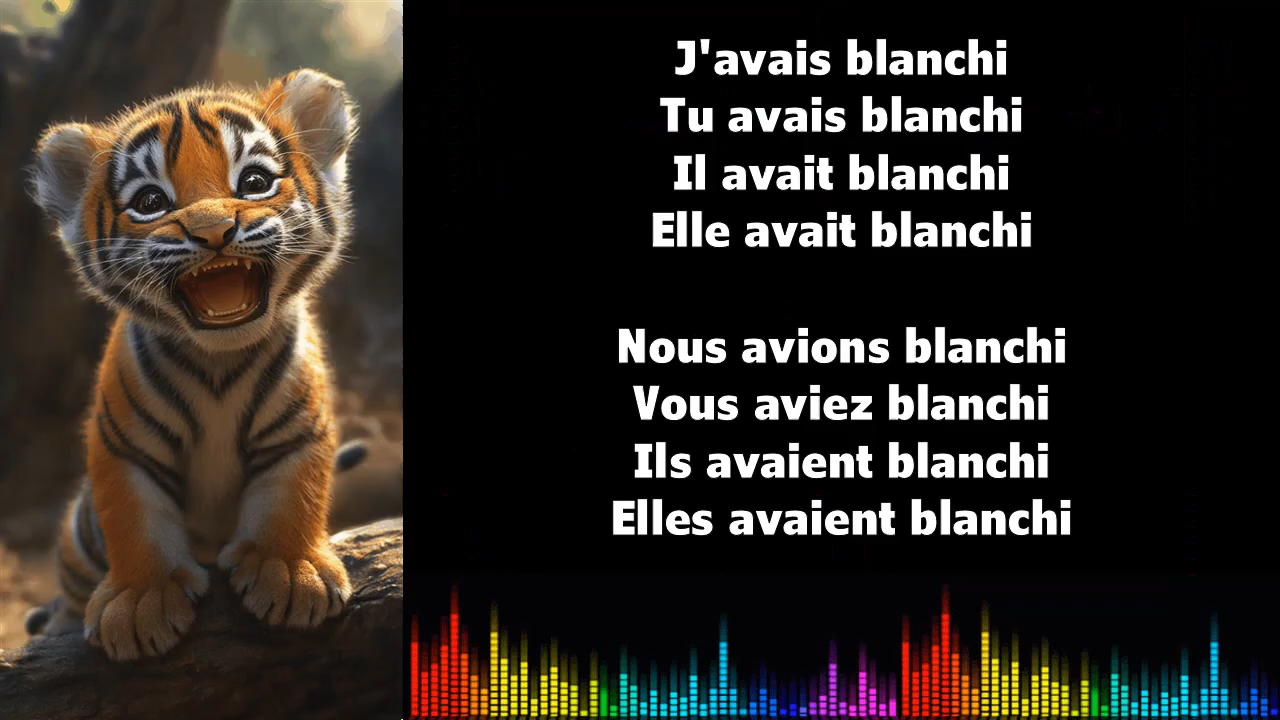 J'avais blanchi
Tu avais blanchi
Il avait blanchi
Elle avait blanchi
Nous avions blanchi
Vous aviez blanchi
Ils avaient blanchi
Elles avaient blanchi